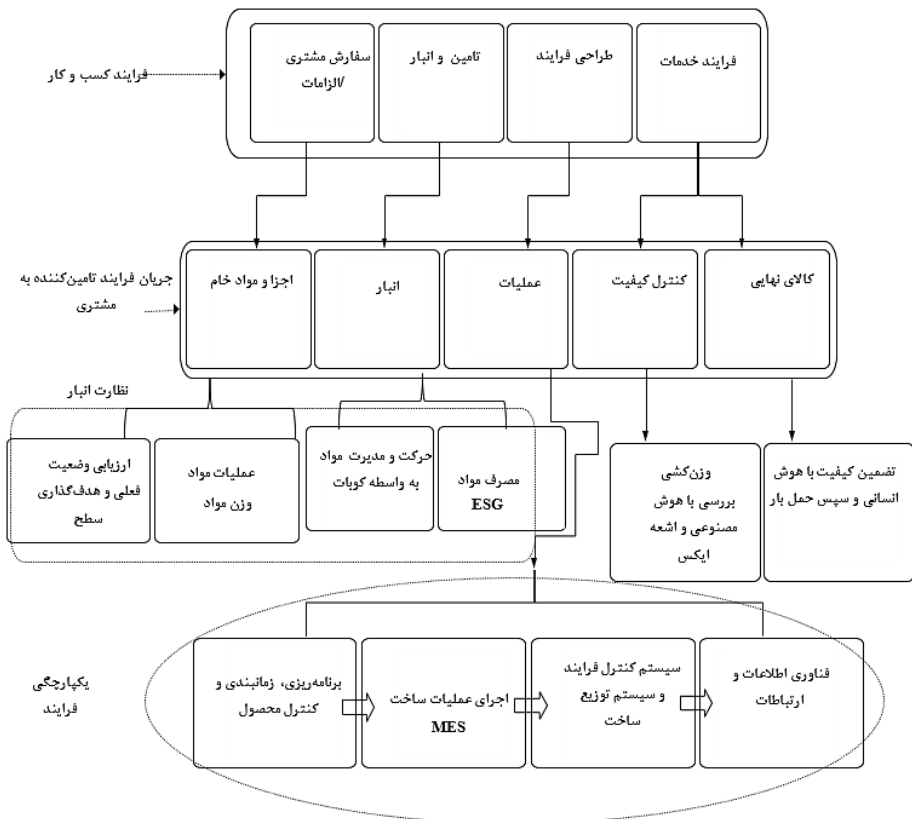 فرایند کسب و کار
سفارش مشتری
/الزامات
تامین و انبار
طراحی فرایند
فرایند خدمات
جریان فرایند تامین‌کننده به
مشتری
اجزا و مواد خام
انبار
عملیات
کنترل کیفیت
کالای نهایی
نظارت انبار
ارزیابی وضعیت
فعلی و هدف‌گذاری
سطح
عملیات مواد
وزن مواد
حرکت و مدیرت مواد
به واسطه کوبات
مصرف مواد
ESG
وزن‌کشی
بررسی با هوش
مصنوعی و اشعه
ایکس
تضمین کیفیت با هوش
انسانی و سپس حمل بار
یکپارچگی
فرایند
برنامه‌ریزی، زمانبندی و
کنترل محصول
اجرای عملیات ساخت
MES
سیستم کنترل فرایند
و سیستم توزیع
ساخت
فناوری اطلاعات و
ارتباطات